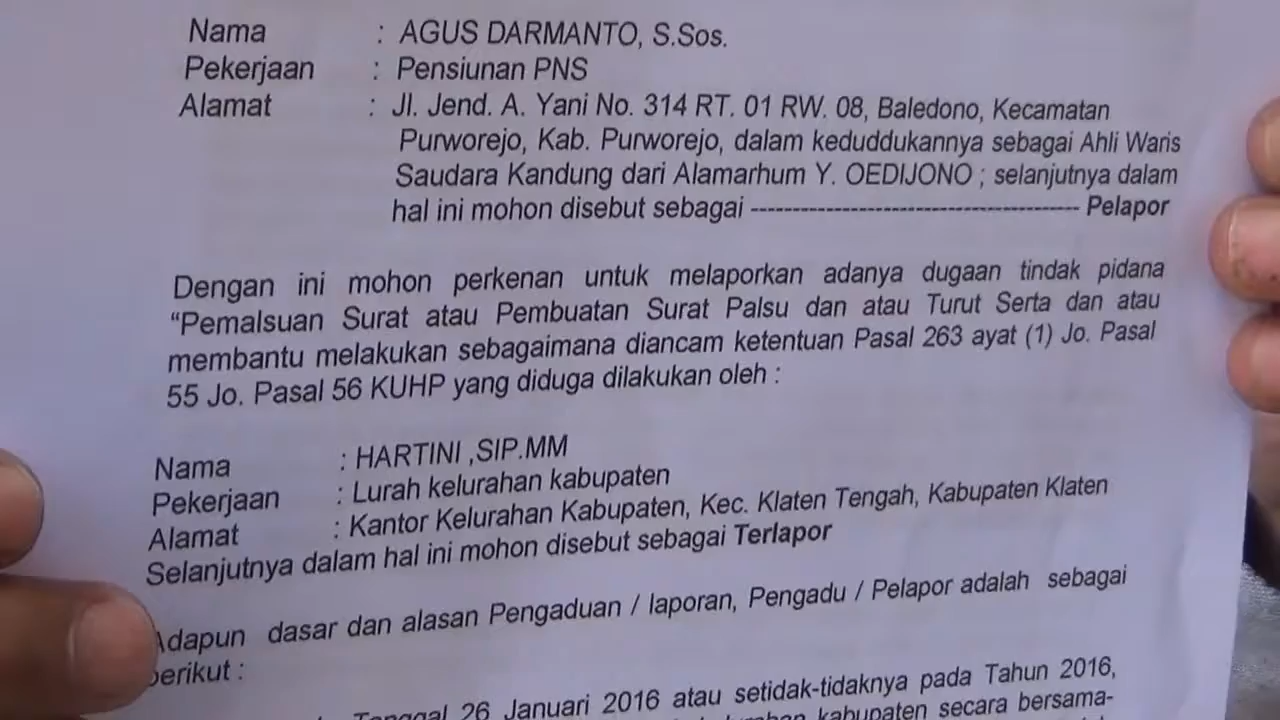 Nama : AGUS DARMANTO, S.Sos.
Pekerjaan : Pensiunan PNS
Alamat : Jl. Jend. A. Yani No. 314 RT. 01 RW. 08, Baledono, Kecamatan
Purworejo, Kab. Purworejo, dalam keduddukannya sebagai Ahli Waris
Saudara Kandung dari Alamarhum Y. OEDIJONO ; selanjutnya dalam
hal ini mohon disebut sebagai --------------------------------------- Pelapor
Dengan ini mohon perkenan untuk melaporkan adanya dugaan tindak pidana
“Pemalsuan Surat atau Pembuatan Surat Palsu dan atau Turut Serta dan atau
membantu melakukan sebagaimana diancam ketentuan Pasal 263 ayat (1) Jo. Pasal
55 Jo. Pasal 56 KUHP yang diduga dilakukan oleh :
Nama : HARTINI ,SIP.MM
Pekerjaan : Lurah kelurahan kabupaten
Alamat : Kantor Kelurahan Kabupaten, Kec. Klaten Tengah, Kabupaten Klaten
Selanjutnya dalam hal ini mohon disebut sebagai Terlapor
Adapun dasar dan alasan Pengaduan / laporan, Pengadu / Pelapor adalah sebagai
berikut :
Tanggal 26 Januari 2016 atau setidak-tidaknya pada Tahun 2016,
kabupaten secara bersama-